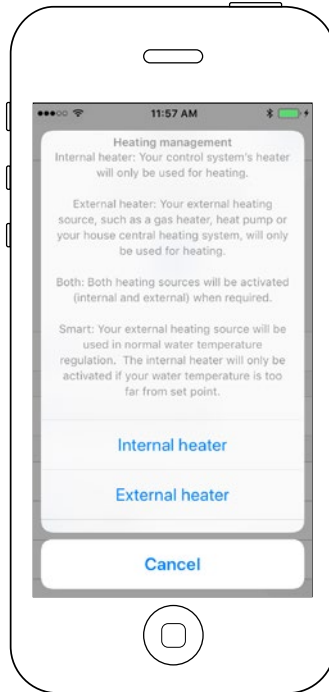 11:57 AM
Heating management
Internal heater: Your control system's heater
will only be used for heating.
External heater: Your external heating
source, such as a gas heater, heat pump or
your house central heating system, will only
be used for heating.
Both: Both heating sources will be activated
(internal and external) when required.
Smart: Your external heating source will be
used in normal water temperature
regulation. The internal heater will only be
activated if your water temperature is too
far from set point.
Internal heater
External heater
Cancel